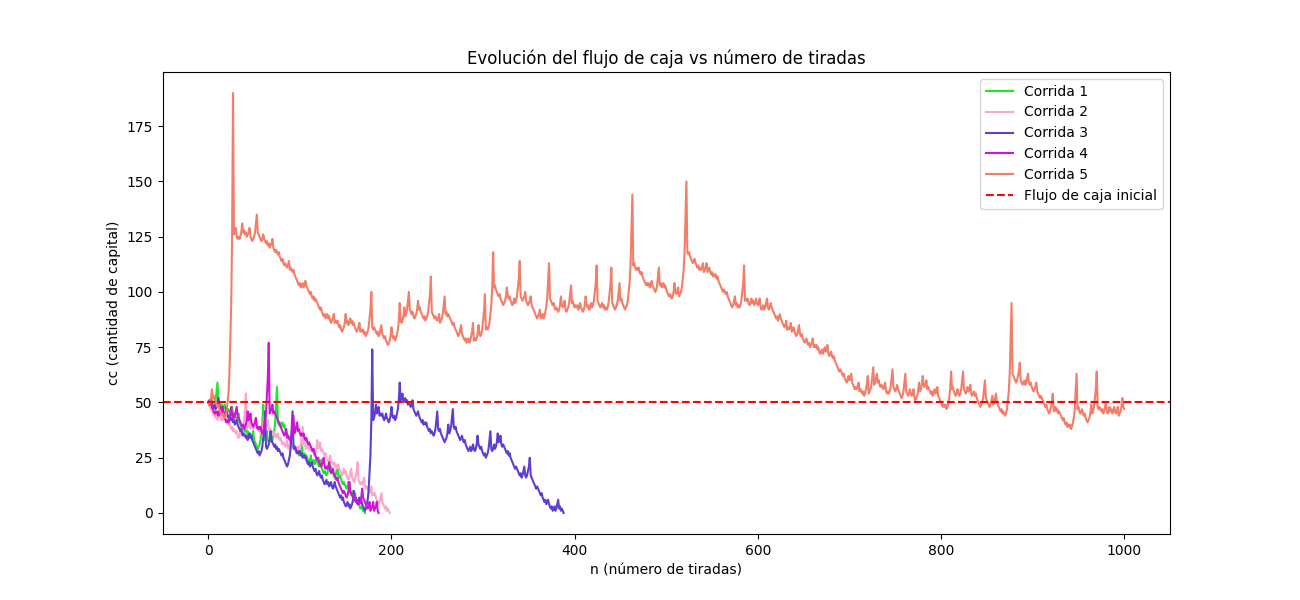 Evolución del flujo de caja vs número de tiradas
cc (cantidad de capital)
175
150
125
100
75
50
25
0
0 200 400 600 800 1000
n (número de tiradas)
Corrida 1
Corrida 2
Corrida 3
Corrida 4
Corrida 5
Flujo de caja inicial